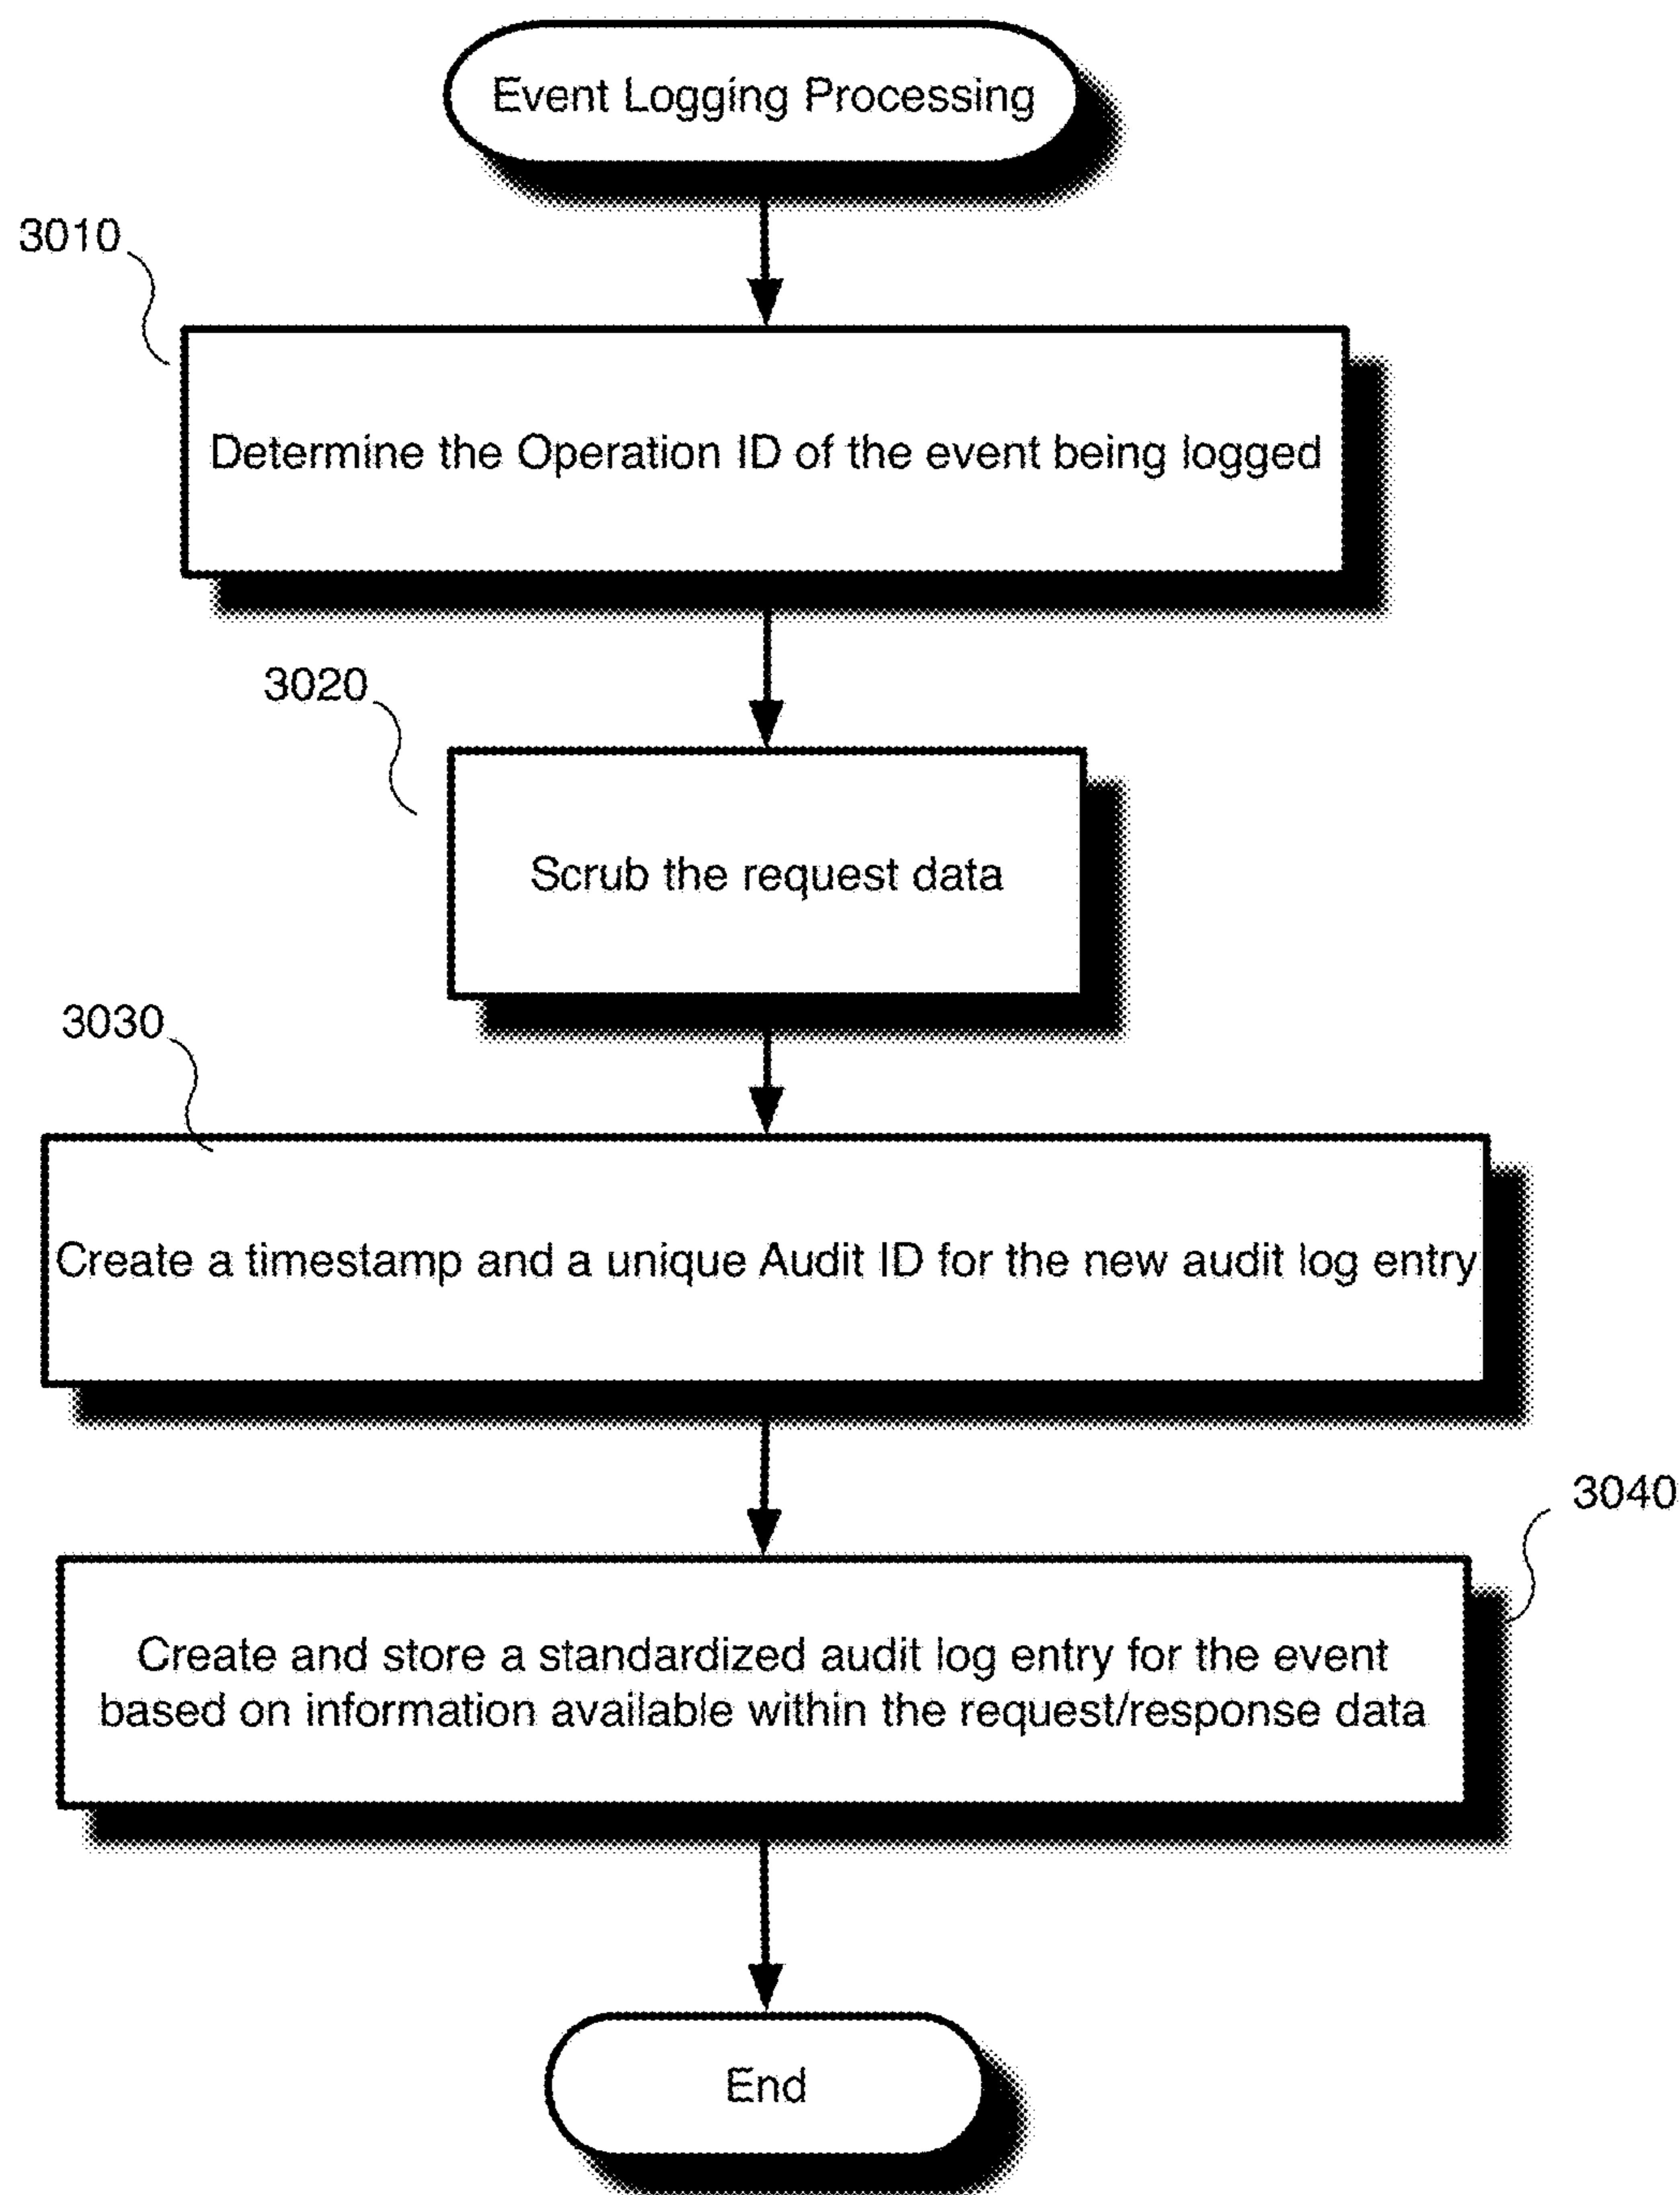 Event Logging Processing
3010
Determine the Operation ID of the event being logged
3020
Scrub the request data
3030
Create a timestamp and a unique Audit ID for the new audit log entry
3040
Create and store a standardized audit log entry for the event
based on information available within the request/response data
End